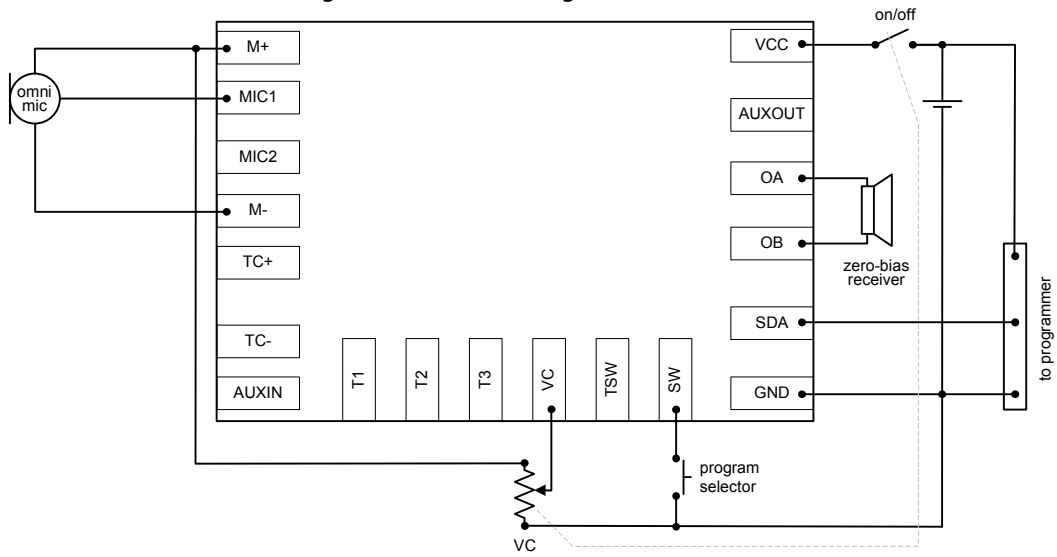 on/off
M+
VCC
omni
mic
MIC1
AUXOUT
MIC2
OA
M-
OB
TC+
zero-bias
receiver
SDA
to programmer
TC-
T1
T2
T3
VC
TSW
SW
AUXIN
GND
program
selector
VC